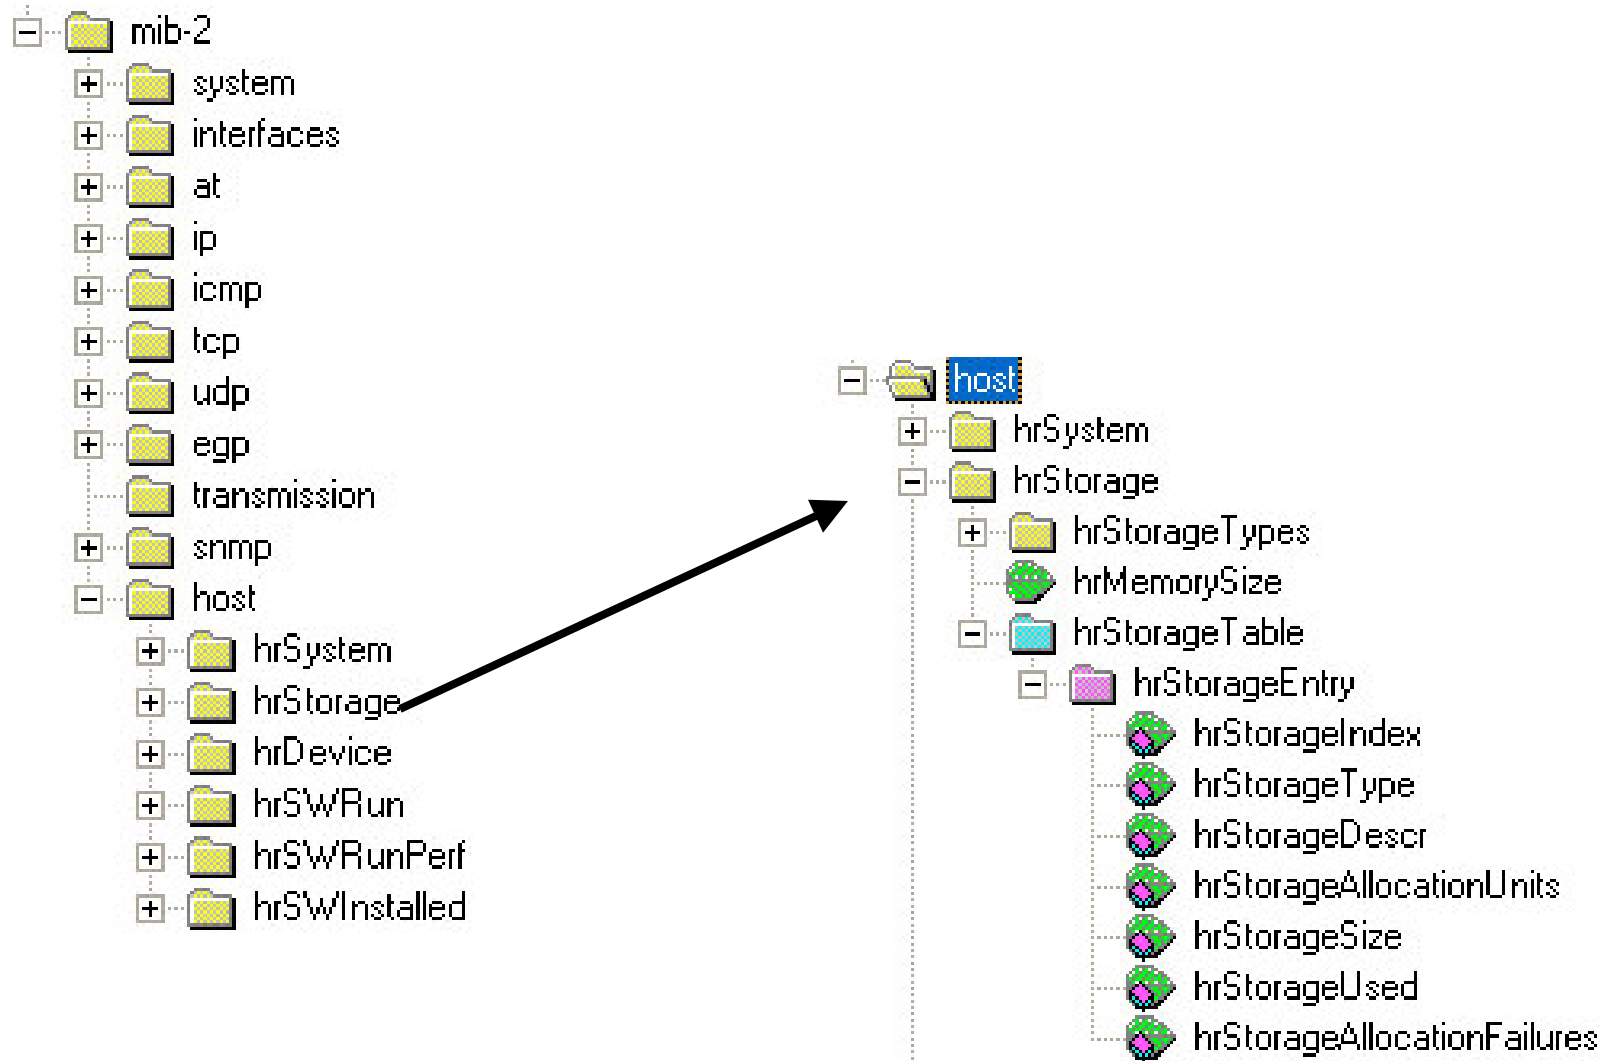 mib-2
system
interfaces
at
ip
icmp
tcp
udp
egp
transmission
snmp
host
hrSystem
hrStorage
hrDevice
hrSWRun
hrSWRunPerf
hrSWInstalled
host
hrSystem
hrStorage
hrStorageTypes
hrMemorySize
hrStorageTable
hrStorageEntry
hrStorageIndex
hrStorageType
hrStorageDescr
hrStorageAllocationUnits
hrStorageSize
hrStorageUsed
hrStorageAllocationFailures